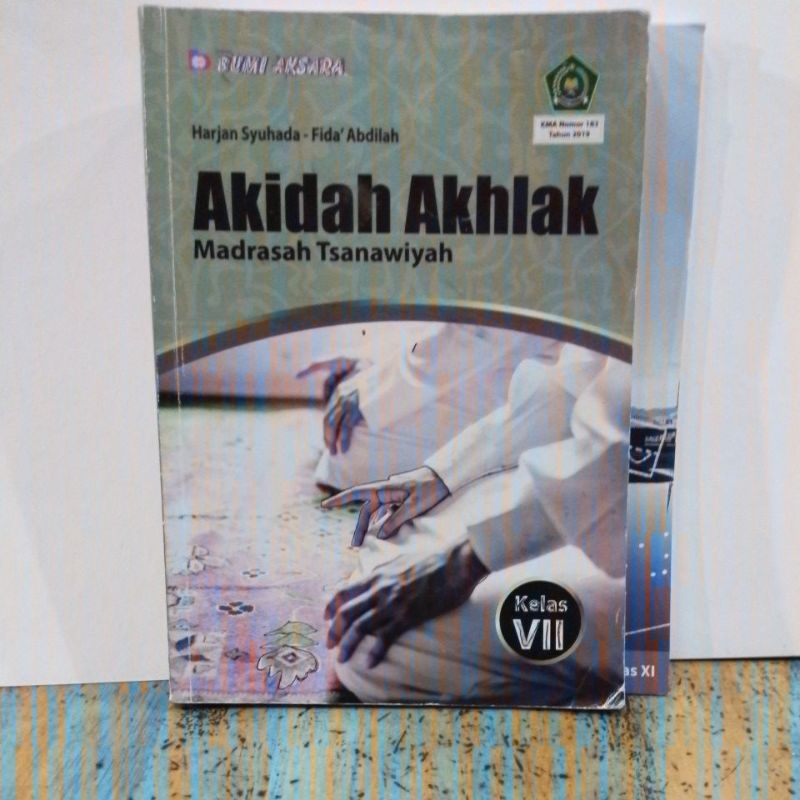 BUMI AKSARA
KMA Nomor 183
Tahun 2019
Harjan Syuhada - Fida' Abdilah
Akidah Akhlak
Madrasah Tsanawiyah
Kelas
VII
as XI